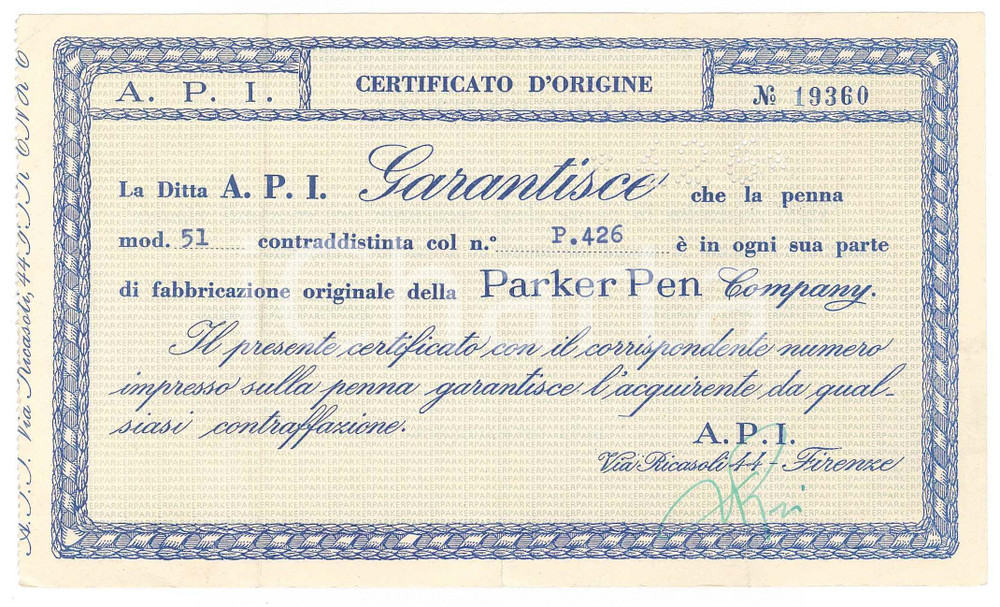 A. P. I.
CERTIFICATO D'ORIGINE
№ 19360
La Ditta A. P. I. Garantisce che la penna
mod. 51 contraddistinta col n.° P.426 è in ogni sua parte
di fabbricazione originale della Parker Pen Company.
Il presente certificato con il corrispondente numero
impresso sulla penna garantisce l'acquirente da qual-
siasi contraffazione.
A. P. I.
Via Ricasoli 44 - Firenze